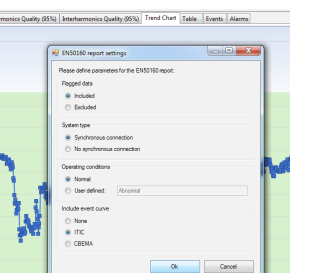 rmonics Quality (95%) Interharmonics Quality (95%) Trend Chart Table Events Alarms
EN50160 report settings
Please define parameters for the EN50160 report:
Flagged data
Included
Excluded
System type
Synchronous connection
No synchronous connection
Operating conditions
Normal
User defined: Abnormal
Include event curve
None
ITIC
CBEMA
Ok Cancel